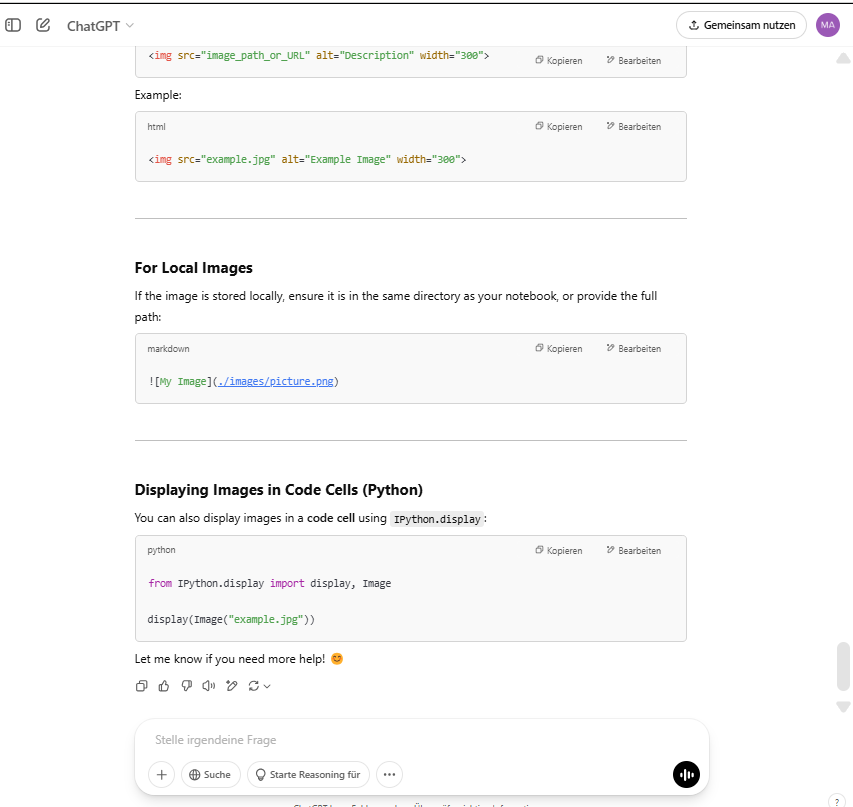 ChatGPT
Gemeinsam nutzen
MA
<img src="image_path_or_URL" alt="Description" width="300">
Kopieren
Bearbeiten
Example:
html
Kopieren
Bearbeiten
<img src="example.jpg" alt="Example Image" width="300">
For Local Images
If the image is stored locally, ensure it is in the same directory as your notebook, or provide the full
path:
markdown
Kopieren
Bearbeiten
![My Image](./images/picture.png)
Displaying Images in Code Cells (Python)
You can also display images in a code cell using IPython.display:
python
Kopieren
Bearbeiten
from IPython.display import display, Image
display(Image("example.jpg"))
Let me know if you need more help! 😊
Stelle irgendeine Frage
Suche
Starte Reasoning für
?